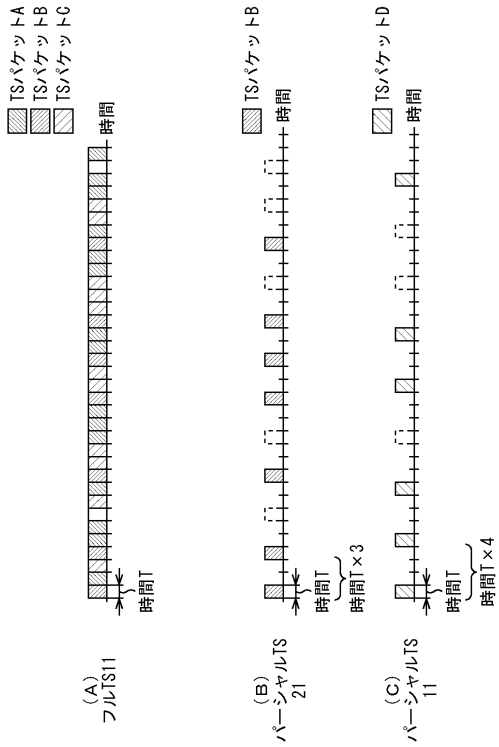 TSパケットA
TSパケットB
TSパケットC
(A)
フルTS11
時間T
時間
TSパケットB
(B)
パーシャルTS
21
時間T
時間T×3
時間
TSパケットD
(C)
パーシャルTS
11
時間T
時間T×4
時間